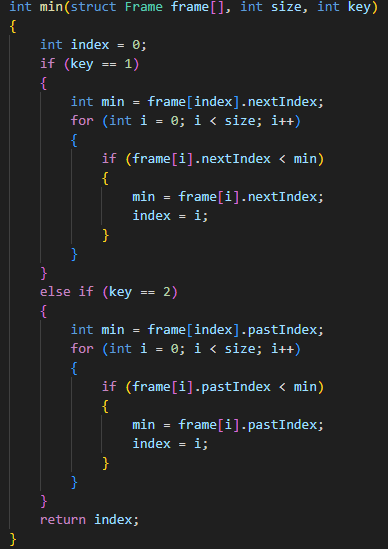 int min(struct Frame frame[], int size, int key)
{
    int index = 0;
    if (key == 1)
    {
        int min = frame[index].nextIndex;
        for (int i = 0; i < size; i++)
        {
            if (frame[i].nextIndex < min)
            {
                min = frame[i].nextIndex;
                index = i;
            }
        }
    }
    else if (key == 2)
    {
        int min = frame[index].pastIndex;
        for (int i = 0; i < size; i++)
        {
            if (frame[i].pastIndex < min)
            {
                min = frame[i].pastIndex;
                index = i;
            }
        }
    }
    return index;
}